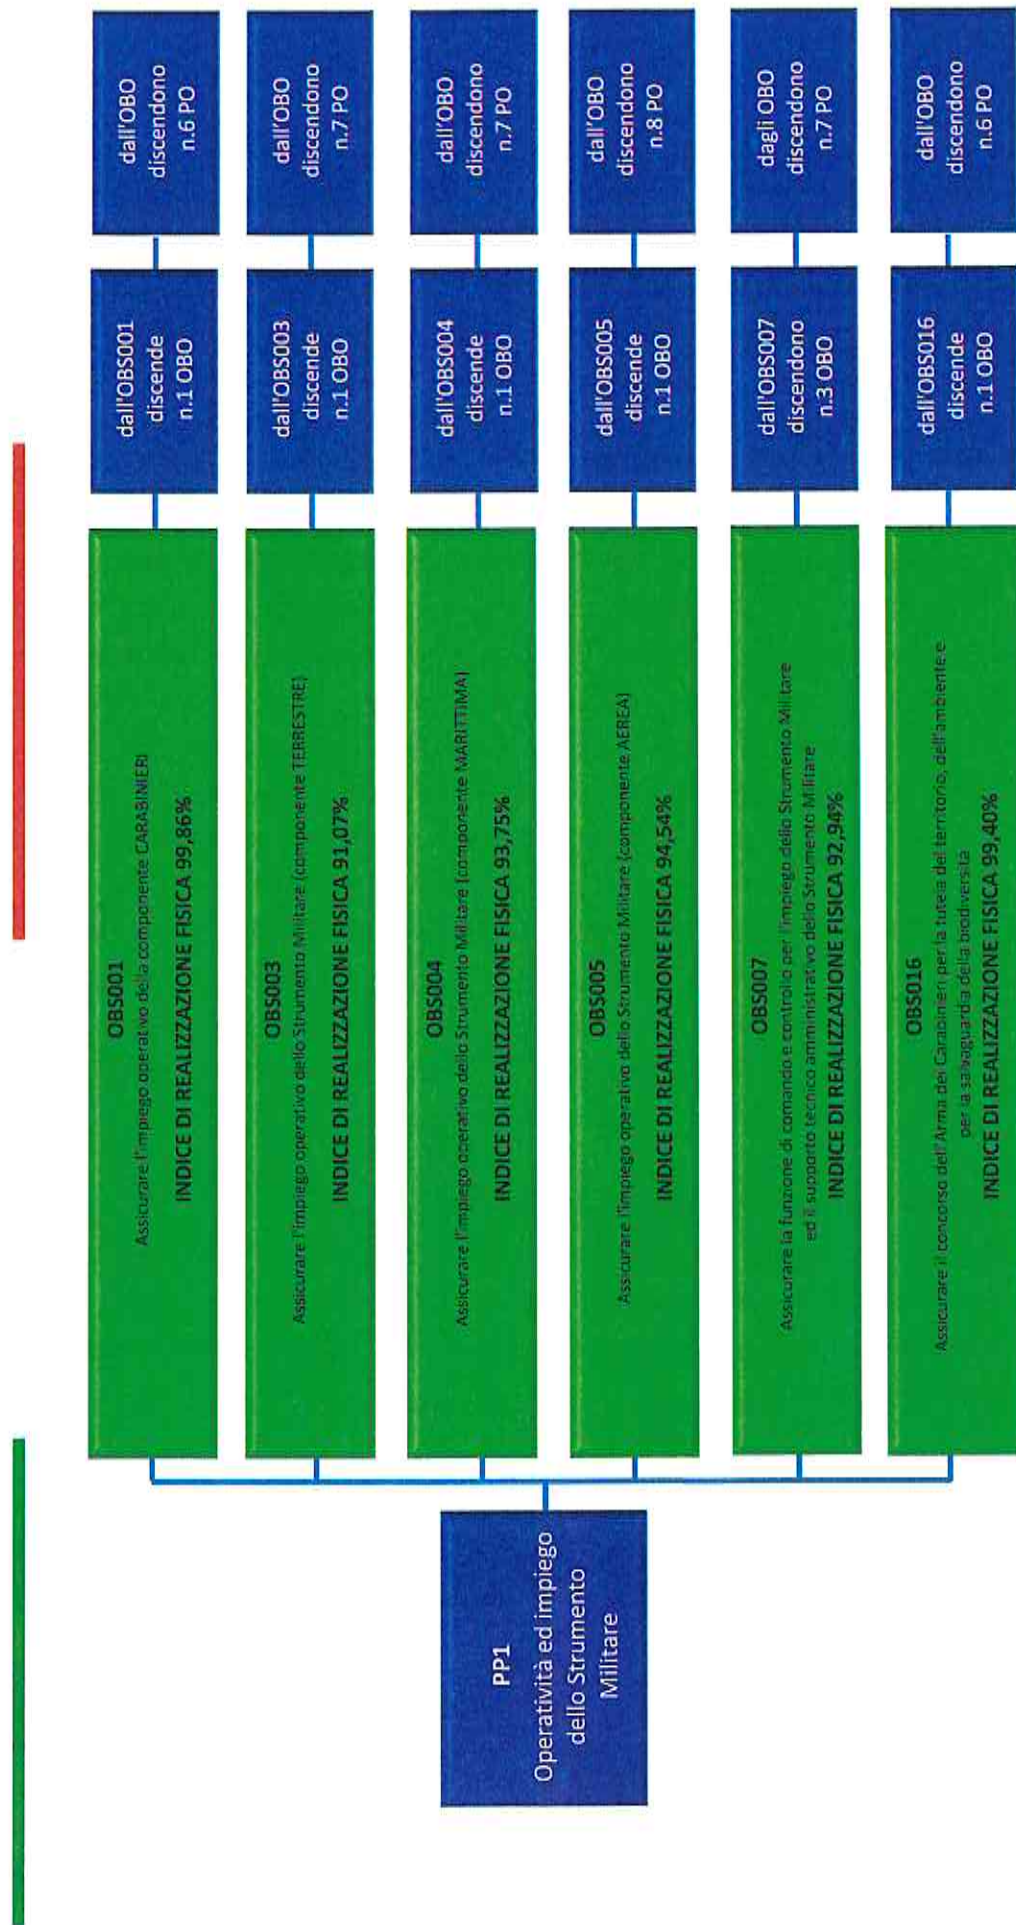 PP1
Operatività ed impiego
dello Strumento
Militare
OBS001
Assicurare l'impiego operativo della componente CARABINIERI
INDICE DI REALIZZAZIONE FISICA 99,86%
dall'OBS001
discende
n.1 OBO
dall'OBO
discendono
n.6 PO
OBS003
Assicurare l'impiego operativo dello Strumento Militare (componente TERRESTRE)
INDICE DI REALIZZAZIONE FISICA 91,07%
dall'OBS003
discende
n.1 OBO
dall'OBO
discendono
n.7 PO
OBS004
Assicurare l'impiego operativo dello Strumento Militare (componente MARITTIMA)
INDICE DI REALIZZAZIONE FISICA 93,75%
dall'OBS004
discende
n.1 OBO
dall'OBO
discendono
n.7 PO
OBS005
Assicurare l'impiego operativo dello Strumento Militare (componente AEREA)
INDICE DI REALIZZAZIONE FISICA 94,54%
dall'OBS005
discende
n.1 OBO
dall'OBO
discendono
n.8 PO
OBS007
Assicurare la funzione di comando e controllo per l'impiego dello Strumento Militare
ed il supporto tecnico amministrativo dello Strumento Militare
INDICE DI REALIZZAZIONE FISICA 92,94%
dall'OBS007
discendono
n.3 OBO
dagli OBO
discendono
n.7 PO
OBS016
Assicurare il concorso dell'Arma dei Carabinieri per la tutela del territorio, dell'ambiente e
per la salvaguardia della biodiversità
INDICE DI REALIZZAZIONE FISICA 99,40%
dall'OBS016
discende
n.1 OBO
dall'OBO
discendono
n.6 PO